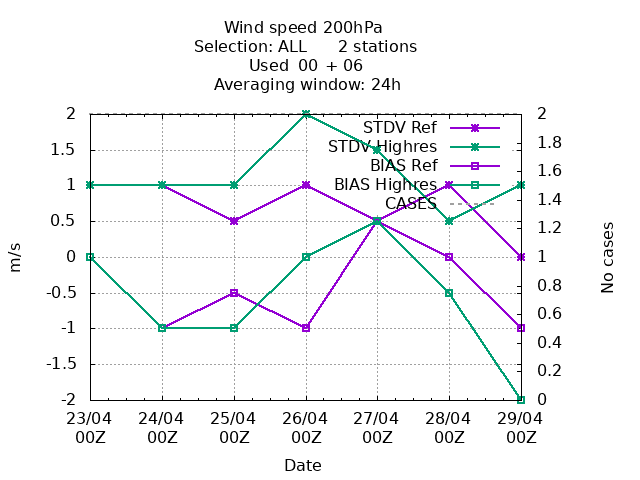 Wind speed 200hPa
Selection: ALL 2 stations
Used 00 + 06
Averaging window: 24h
STDV Ref
STDV Highres
BIAS Ref
BIAS Highres
CASES
2
1.5
1
0.5
0
-0.5
-1
-1.5
-2
m/s
2
1.8
1.6
1.4
1.2
1
0.8
0.6
0.4
0.2
0
No cases
23/04 24/04 25/04 26/04 27/04 28/04 29/04
00Z 00Z 00Z 00Z 00Z 00Z 00Z
Date